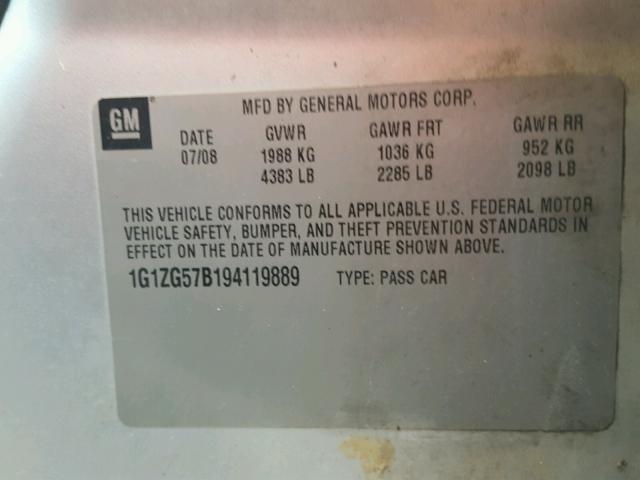 GM
MFD BY GENERAL MOTORS CORP.
DATE GVWR GAWR FRT GAWR RR
07/08 1988 KG 1036 KG 952 KG
4383 LB 2285 LB 2098 LB
THIS VEHICLE CONFORMS TO ALL APPLICABLE U.S. FEDERAL MOTOR
VEHICLE SAFETY, BUMPER, AND THEFT PREVENTION STANDARDS IN
EFFECT ON THE DATE OF MANUFACTURE SHOWN ABOVE.
1G1ZG57B194119889 TYPE: PASS CAR